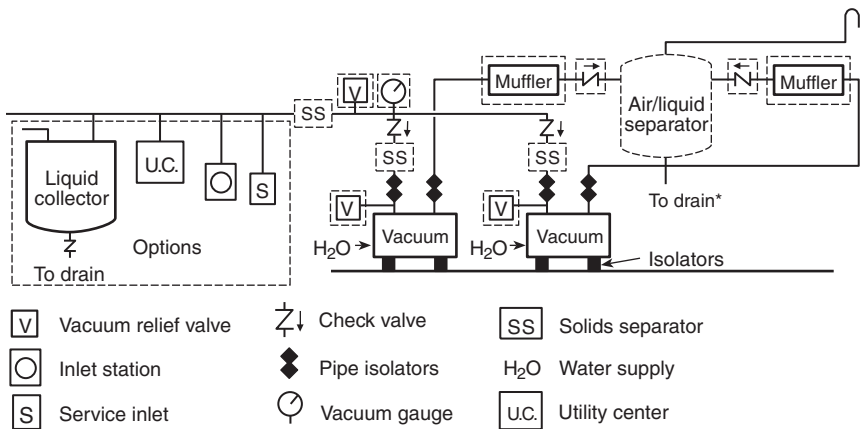 Muffler
Muffler
V
SS
Air/liquid
separator
Liquid
collector
U.C.
S
SS
SS
V
V
To drain*
Vacuum
Vacuum
H₂O
H₂O
Options
To drain
Isolators
V Vacuum relief valve
Check valve
SS Solids separator
Inlet station
Pipe isolators
H₂O Water supply
S Service inlet
Vacuum gauge
U.C. Utility center